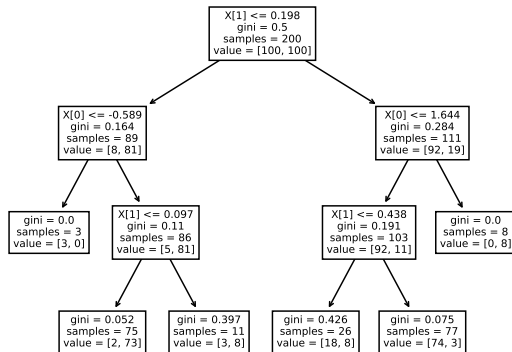 X[1] <= 0.198
gini = 0.5
samples = 200
value = [100, 100]
X[0] <= -0.589
gini = 0.164
samples = 89
value = [8, 81]
X[0] <= 1.644
gini = 0.284
samples = 111
value = [92, 19]
gini = 0.0
samples = 3
value = [3, 0]
X[1] <= 0.097
gini = 0.11
samples = 86
value = [5, 81]
X[1] <= 0.438
gini = 0.191
samples = 103
value = [92, 11]
gini = 0.0
samples = 8
value = [0, 8]
gini = 0.052
samples = 75
value = [2, 73]
gini = 0.397
samples = 11
value = [3, 8]
gini = 0.426
samples = 26
value = [18, 8]
gini = 0.075
samples = 77
value = [74, 3]